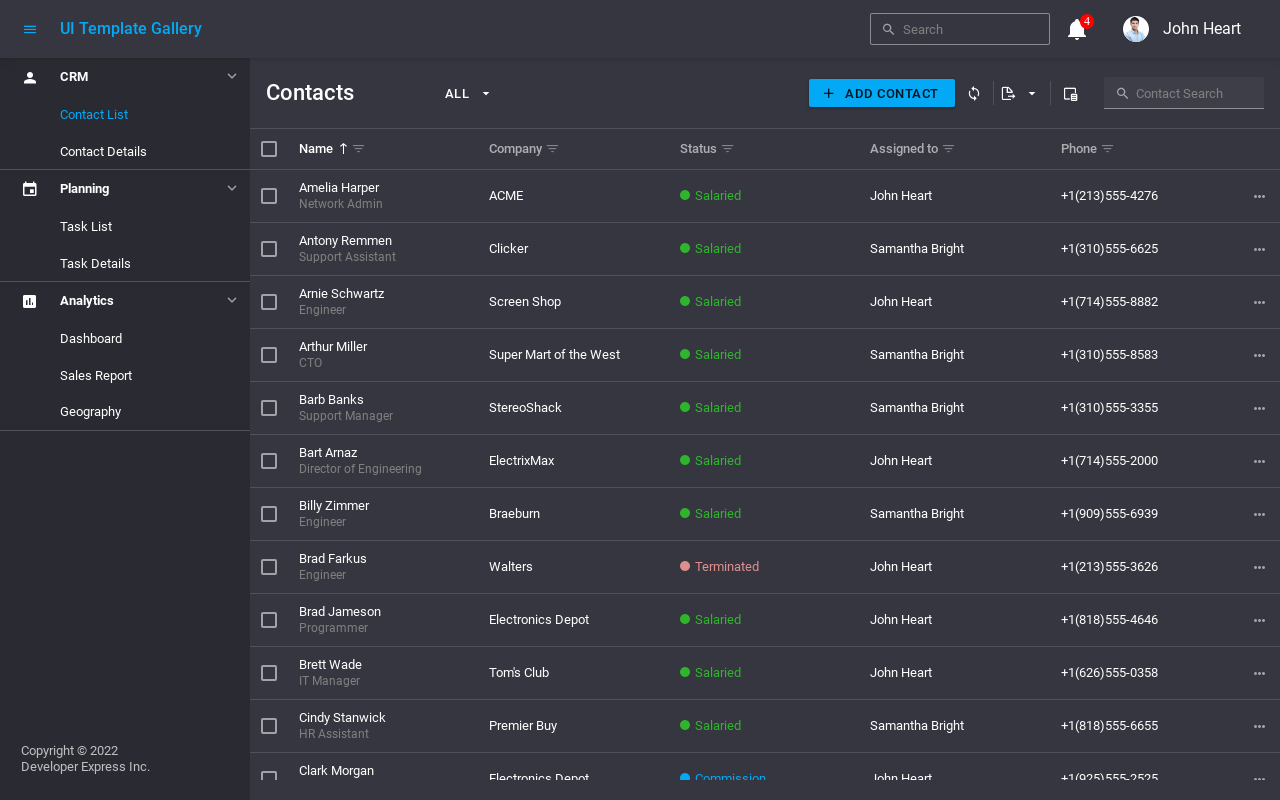 UI Template Gallery
Search
4
John Heart
CRM
Contact List
Contact Details
Planning
Task List
Task Details
Analytics
Dashboard
Sales Report
Geography
Copyright © 2022
Developer Express Inc.
Contacts
ALL
ADD CONTACT
Contact Search
Name Company Status Assigned to Phone
Amelia Harper
Network Admin
ACME Salaried John Heart +1(213)555-4276
Antony Remmen
Support Assistant
Clicker Salaried Samantha Bright +1(310)555-6625
Arnie Schwartz
Engineer
Screen Shop Salaried John Heart +1(714)555-8882
Arthur Miller
CTO
Super Mart of the West Salaried Samantha Bright +1(310)555-8583
Barb Banks
Support Manager
StereoShack Salaried Samantha Bright +1(310)555-3355
Bart Arnaz
Director of Engineering
ElectrixMax Salaried John Heart +1(714)555-2000
Billy Zimmer
Engineer
Braeburn Salaried Samantha Bright +1(909)555-6939
Brad Farkus
Engineer
Walters Terminated John Heart +1(213)555-3626
Brad Jameson
Programmer
Electronics Depot Salaried John Heart +1(818)555-4646
Brett Wade
IT Manager
Tom's Club Salaried John Heart +1(626)555-0358
Cindy Stanwick
HR Assistant
Premier Buy Salaried Samantha Bright +1(818)555-6655
Clark Morgan
Electronics Depot Commission John Heart +1(925)555-2525